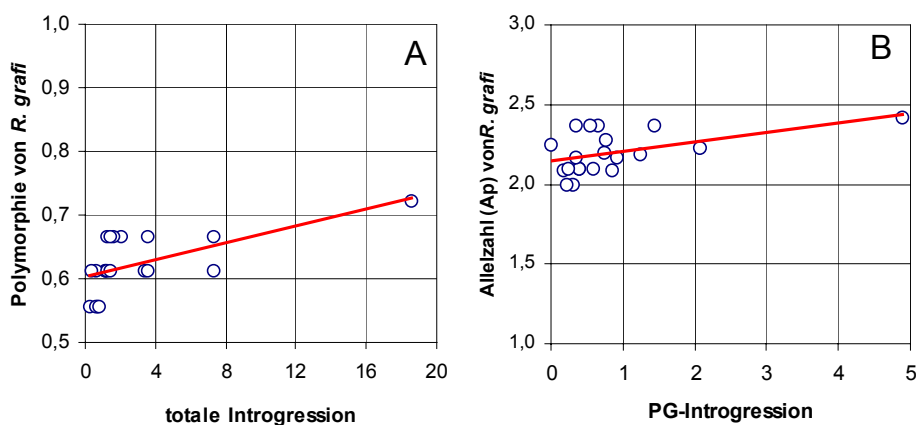 A
1,0
0,9
0,8
0,7
0,6
0,5
Polymorphie von R. grafi
0 4 8 12 16 20
totale Introgression
B
3,0
2,5
2,0
1,5
1,0
Allelzahl (Ap) vonR. grafi
0 1 2 3 4 5
PG-Introgression